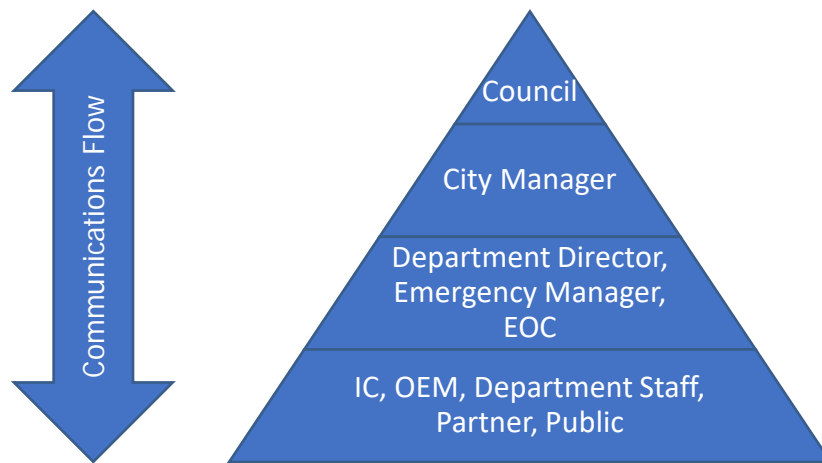 Communications Flow
Council
City Manager
Department Director,
Emergency Manager,
EOC
IC, OEM, Department Staff,
Partner, Public